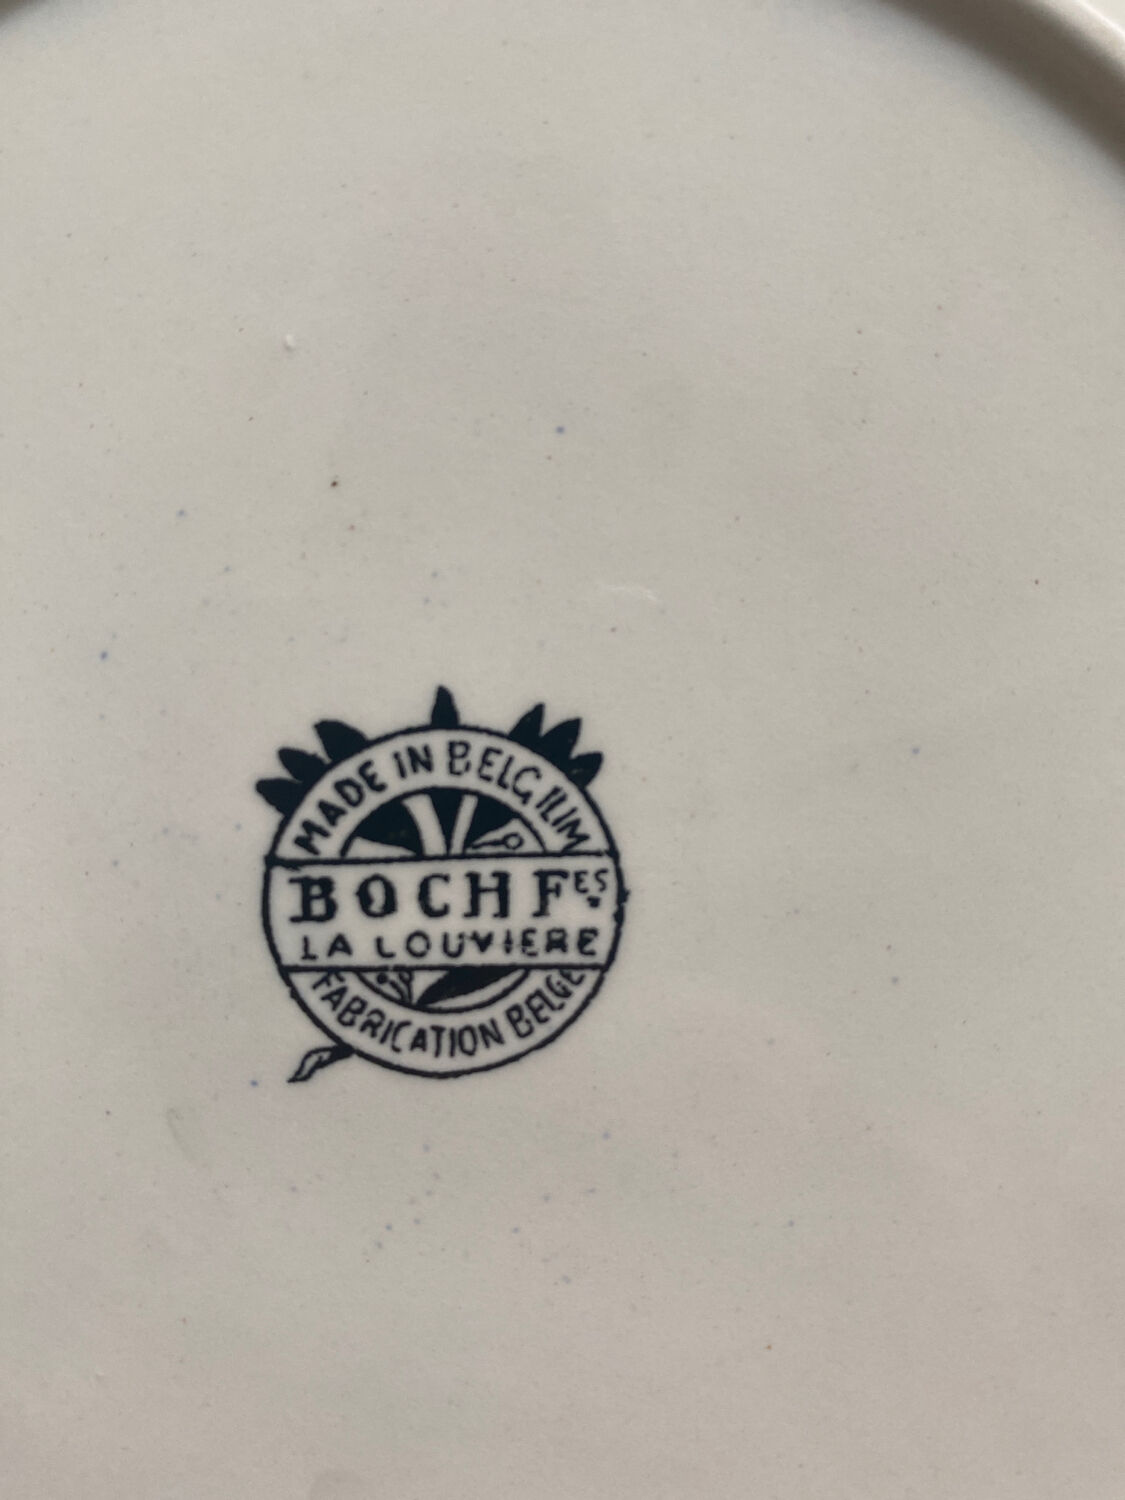 MADE IN BELGIUM
BOCH Fes
LA LOUVIERE
FABRICATION BELGE